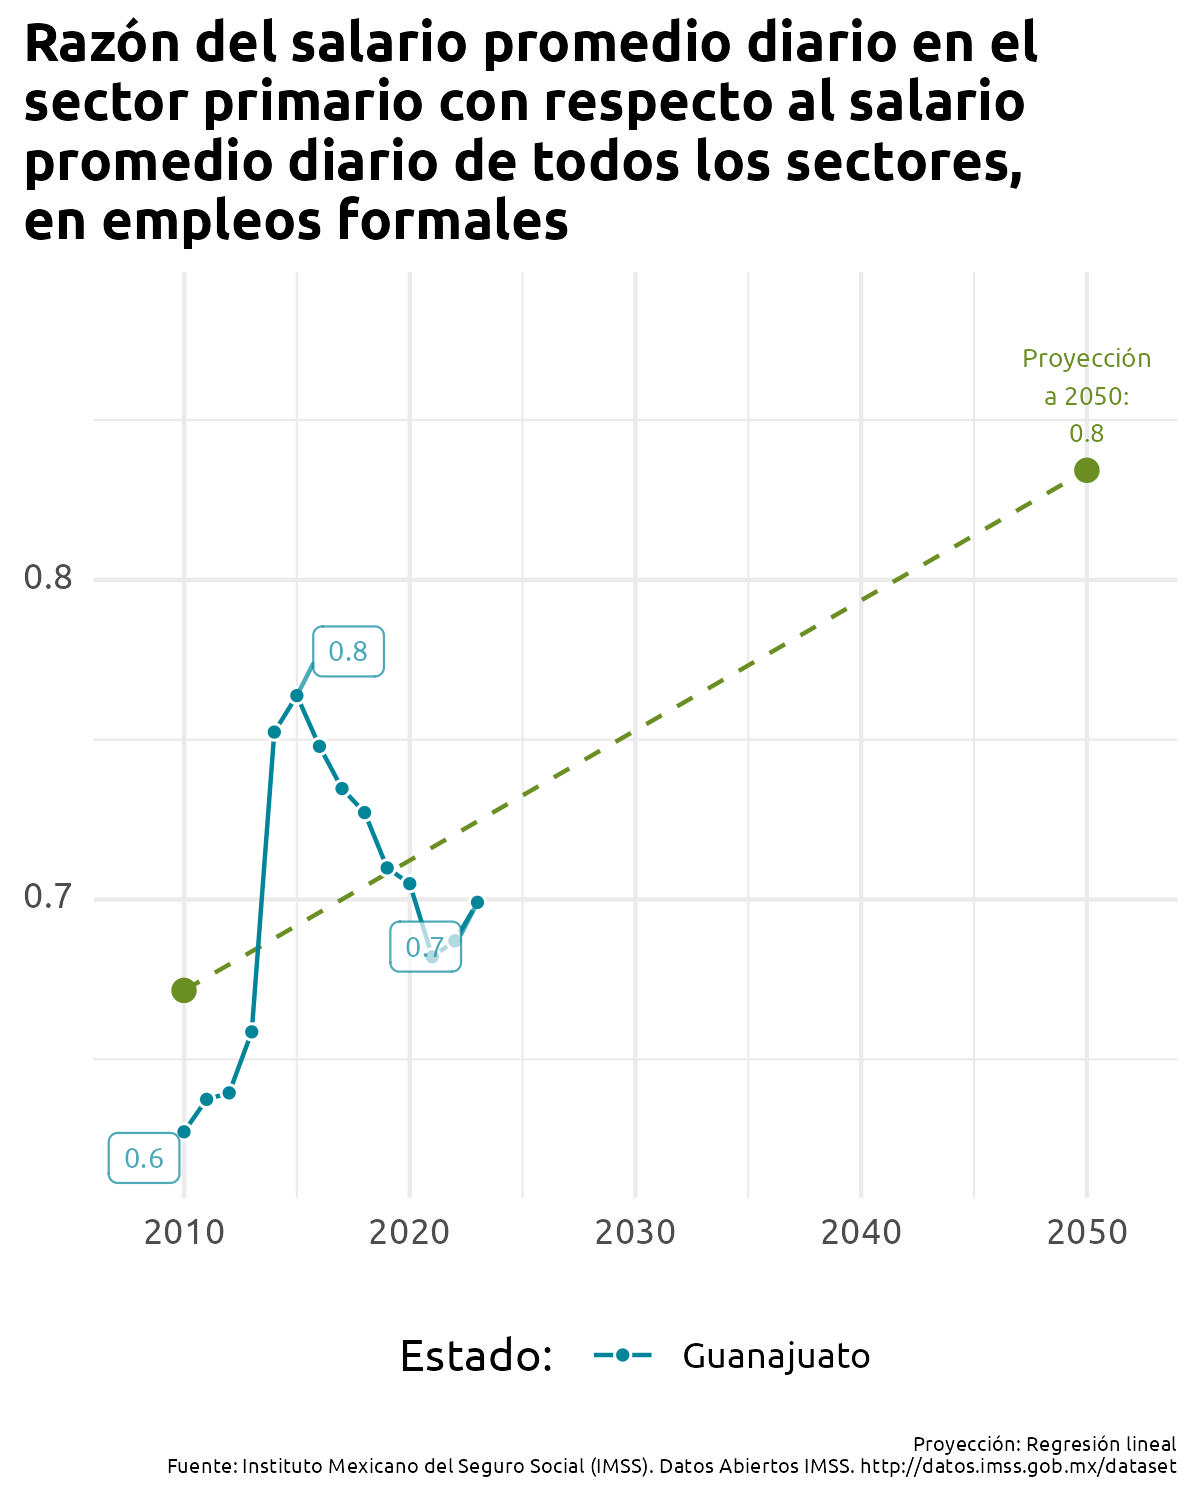 Razón del salario promedio diario en el
sector primario con respecto al salario
promedio diario de todos los sectores,
en empleos formales
Proyección
a 2050:
0.8
0.8
0.8
0.7
0.7
0.6
2010 2020 2030 2040 2050
Estado: Guanajuato
Proyección: Regresión lineal
Fuente: Instituto Mexicano del Seguro Social (IMSS). Datos Abiertos IMSS. http://datos.imss.gob.mx/dataset